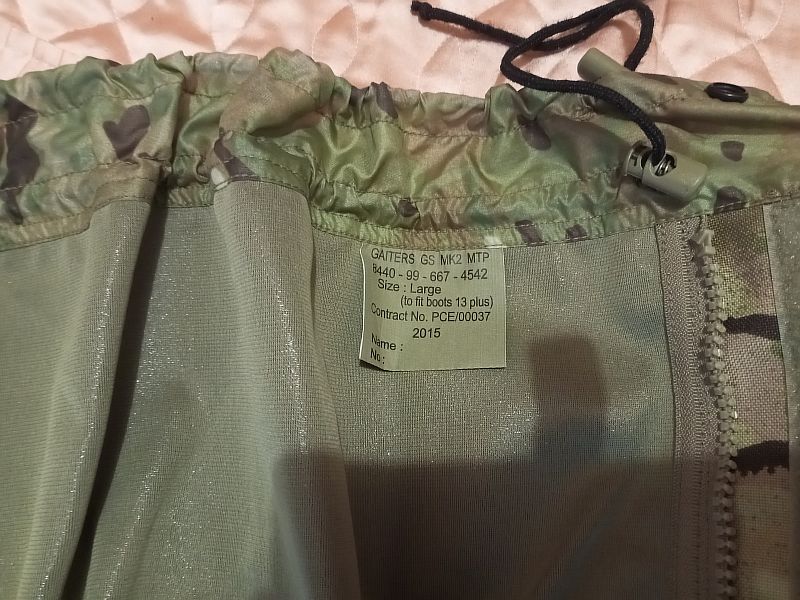 GAITERS GS MK2 MTP
8440 - 99 - 667 - 4542
Size : Large
(to fit boots 13 plus)
Contract No. PCE/00037
2015
Name :
No :